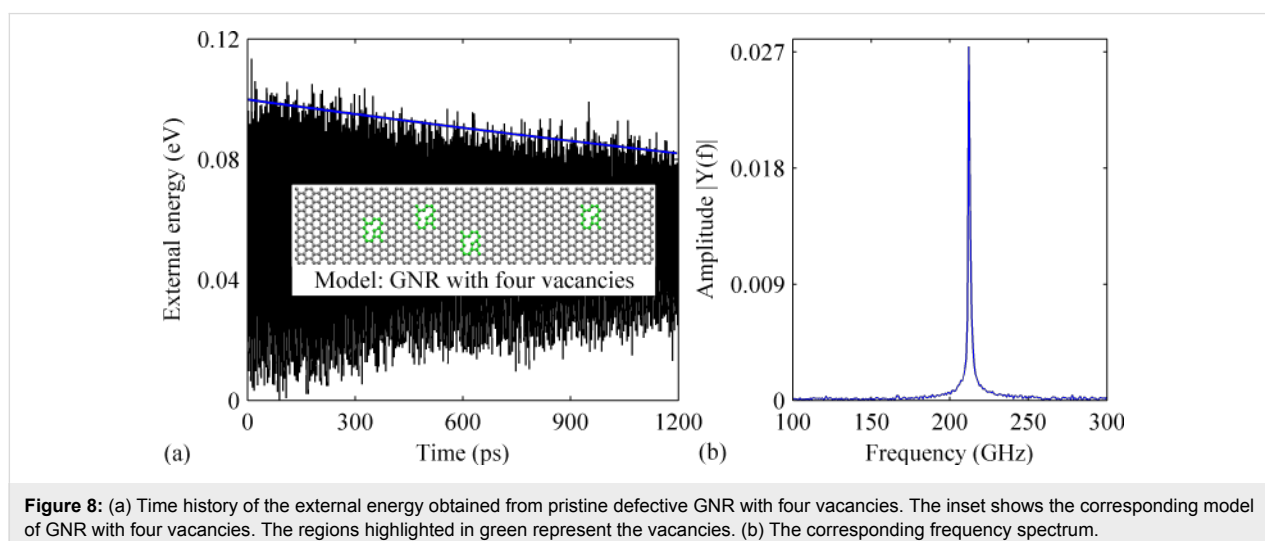 0.12
0.08
0.04
0
External energy (eV)
Model: GNR with four vacancies
0 300 600 900 1200
Time (ps)
(a)
0.027
0.018
0.009
0
Amplitude |Y(f)|
100 150 200 250 300
Frequency (GHz)
(b)
Figure 8: (a) Time history of the external energy obtained from pristine defective GNR with four vacancies. The inset shows the corresponding model
of GNR with four vacancies. The regions highlighted in green represent the vacancies. (b) The corresponding frequency spectrum.